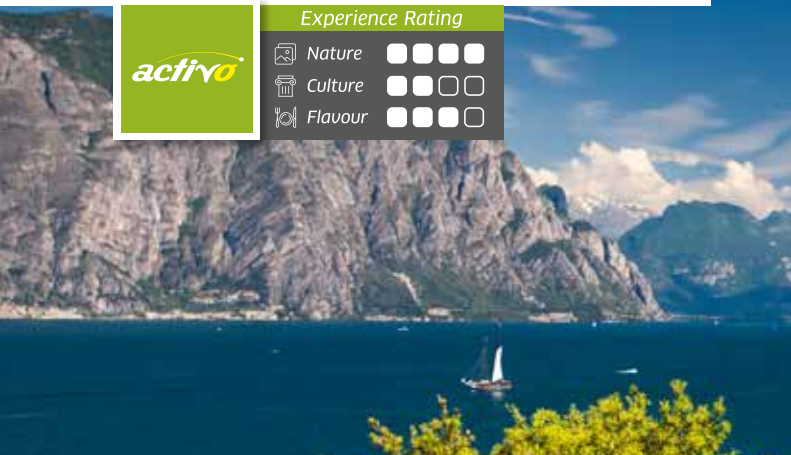 Experience Rating
activo
Nature
Culture
Flavour